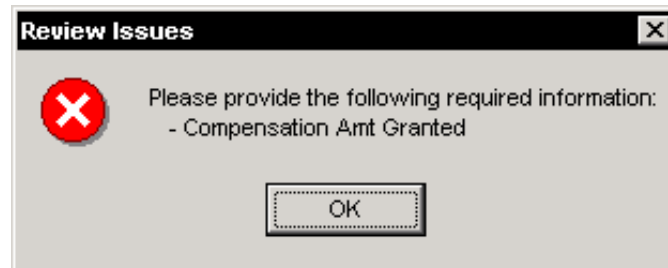 Review Issues
Please provide the following required information:
- Compensation Amt Granted
OK